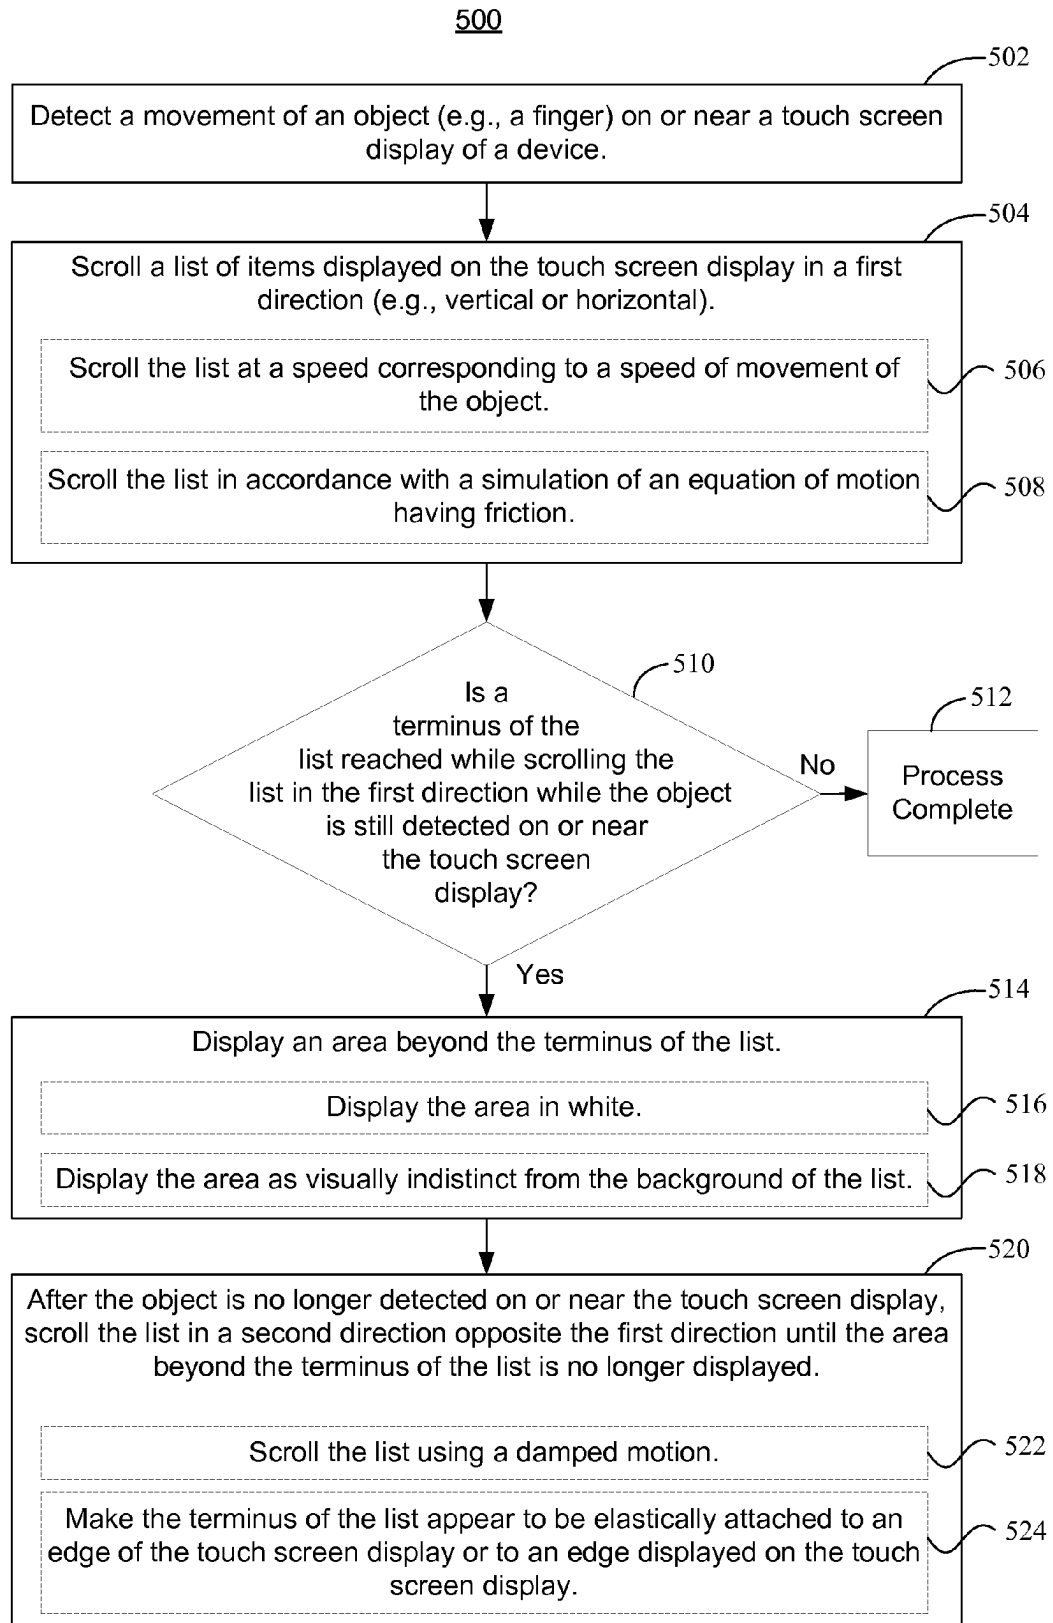 500
502
Detect a movement of an object (e.g., a finger) on or near a touch screen
display of a device.
504
Scroll a list of items displayed on the touch screen display in a first
direction (e.g., vertical or horizontal).
Scroll the list at a speed corresponding to a speed of movement of
the object.
506
Scroll the list in accordance with a simulation of an equation of motion
having friction.
508
510
Is a
terminus of the
list reached while scrolling the
list in the first direction while the object
is still detected on or near
the touch screen
display?
No
512
Process
Complete
Yes
514
Display an area beyond the terminus of the list.
Display the area in white.
516
Display the area as visually indistinct from the background of the list.
518
520
After the object is no longer detected on or near the touch screen display,
scroll the list in a second direction opposite the first direction until the area
beyond the terminus of the list is no longer displayed.
Scroll the list using a damped motion.
522
Make the terminus of the list appear to be elastically attached to an
edge of the touch screen display or to an edge displayed on the touch
screen display.
524